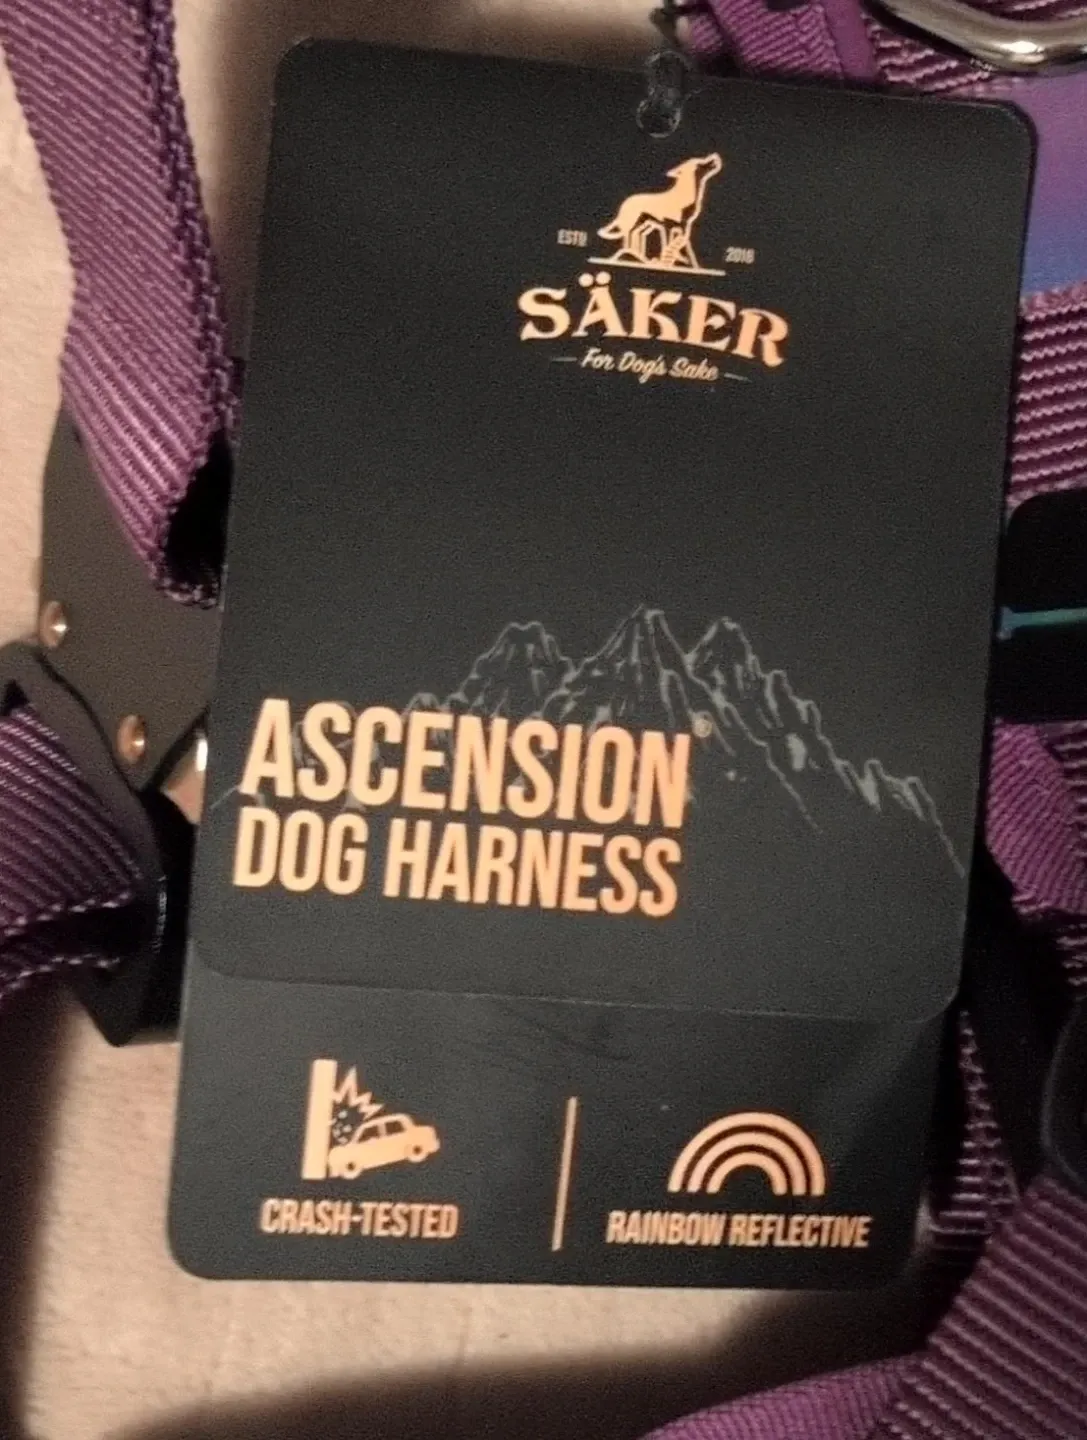 ESTD 2018
SÄKER
For Dog's Sake
ASCENSION®
DOG HARNESS
CRASH-TESTED
RAINBOW REFLECTIVE